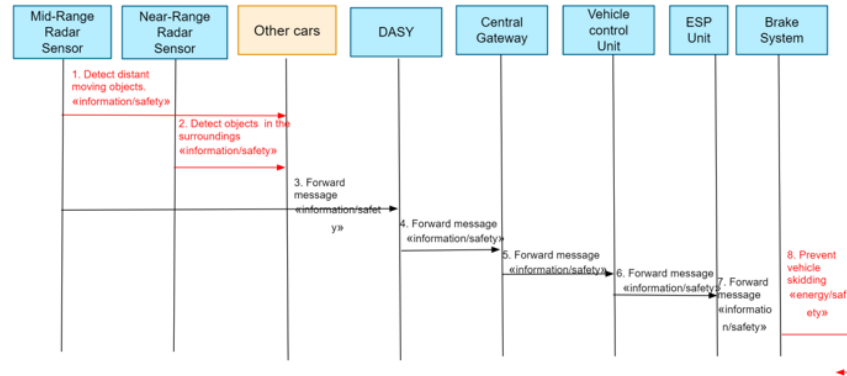 Mid-Range
Radar
Sensor
Near-Range
Radar
Sensor
Other cars
DASY
Central
Gateway
Vehicle
control
Unit
ESP
Unit
Brake
System
1. Detect distant
moving objects.
«information/safety»
2. Detect objects in the
surroundings
«information/safety»
3. Forward
message
«information/safet
y»
4. Forward message
«information/safety»
5. Forward message
«information/safety»
6. Forward message
«information/safety»
7. Forward
message
«informatio
n/safety»
8. Prevent
vehicle
skidding
«energy/saf
ety»